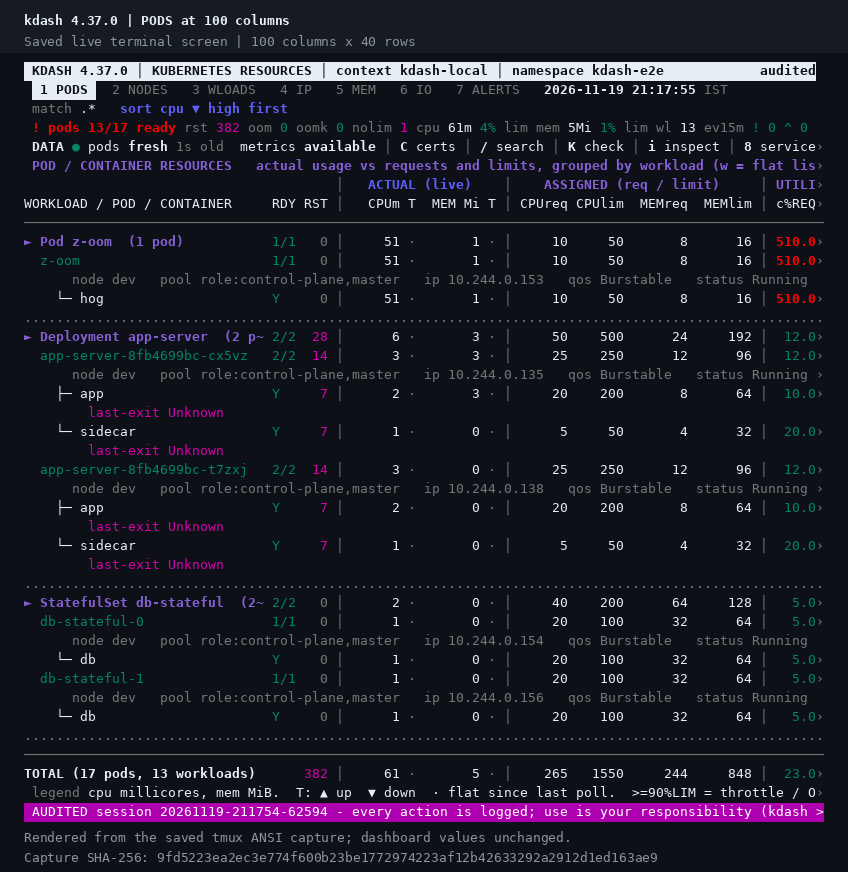 kdash 4.37.0 | PODS at 100 columns
Saved live terminal screen | 100 columns x 40 rows
KDASH 4.37.0 │ KUBERNETES RESOURCES │ context kdash-local │ namespace kdash-e2e audited
1 PODS 2 NODES 3 WLOADS 4 IP 5 MEM 6 IO 7 ALERTS 2026-11-19 21:17:55 IST
match .* sort cpu ▼ high first
! pods 13/17 ready rst 382 oom 0 oomk 0 nolim 1 cpu 61m 4% lim mem 5Mi 1% lim wl 13 ev15m ! 0 ^ 0
DATA ● pods fresh 1s old metrics available │ C certs │ / search │ K check │ i inspect │ 8 service›
POD / CONTAINER RESOURCES actual usage vs requests and limits, grouped by workload (w = flat lis›
│ ACTUAL (live) │ ASSIGNED (req / limit) │ UTILI›
WORKLOAD / POD / CONTAINER RDY RST │ CPUm T MEM Mi T │ CPUreq CPUlim MEMreq MEMlim │ c%REQ›
► Pod z-oom (1 pod) 1/1 0 │ 51 · 1 · │ 10 50 8 16 │ 510.0›
z-oom 1/1 0 │ 51 · 1 · │ 10 50 8 16 │ 510.0›
node dev pool role:control-plane,master ip 10.244.0.153 qos Burstable status Running
└─ hog Y 0 │ 51 · 1 · │ 10 50 8 16 │ 510.0›
► Deployment app-server (2 p~ 2/2 28 │ 6 · 3 · │ 50 500 24 192 │ 12.0›
app-server-8fb4699bc-cx5vz 2/2 14 │ 3 · 3 · │ 25 250 12 96 │ 12.0›
node dev pool role:control-plane,master ip 10.244.0.135 qos Burstable status Running ›
├─ app Y 7 │ 2 · 3 · │ 20 200 8 64 │ 10.0›
last-exit Unknown
└─ sidecar Y 7 │ 1 · 0 · │ 5 50 4 32 │ 20.0›
last-exit Unknown
app-server-8fb4699bc-t7zxj 2/2 14 │ 3 · 0 · │ 25 250 12 96 │ 12.0›
node dev pool role:control-plane,master ip 10.244.0.138 qos Burstable status Running ›
├─ app Y 7 │ 2 · 0 · │ 20 200 8 64 │ 10.0›
last-exit Unknown
└─ sidecar Y 7 │ 1 · 0 · │ 5 50 4 32 │ 20.0›
last-exit Unknown
► StatefulSet db-stateful (2~ 2/2 0 │ 2 · 0 · │ 40 200 64 128 │ 5.0›
db-stateful-0 1/1 0 │ 1 · 0 · │ 20 100 32 64 │ 5.0›
node dev pool role:control-plane,master ip 10.244.0.154 qos Burstable status Running
└─ db Y 0 │ 1 · 0 · │ 20 100 32 64 │ 5.0›
db-stateful-1 1/1 0 │ 1 · 0 · │ 20 100 32 64 │ 5.0›
node dev pool role:control-plane,master ip 10.244.0.156 qos Burstable status Running
└─ db Y 0 │ 1 · 0 · │ 20 100 32 64 │ 5.0›
TOTAL (17 pods, 13 workloads) 382 │ 61 · 5 · │ 265 1550 244 848 │ 23.0›
legend cpu millicores, mem MiB. T: ▲ up ▼ down · flat since last poll. >=90%LIM = throttle / O›
AUDITED session 20261119-211754-62594 - every action is logged; use is your responsibility (kdash >
Rendered from the saved tmux ANSI capture; dashboard values unchanged.
Capture SHA-256: 9fd5223ea2ec3e774f600b23be1772974223af12b42633292a2912d1ed163ae9